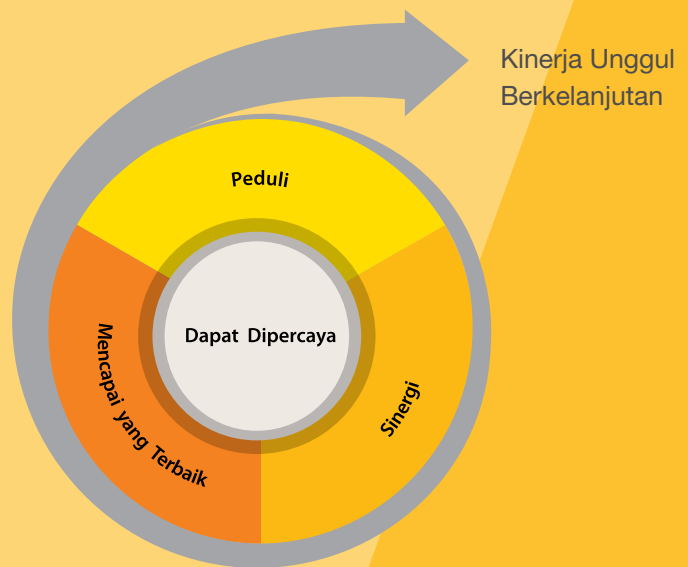 Kinerja Unggul
Berkelanjutan
Peduli
Dapat Dipercaya
Mencapai yang Terbaik
Sinergi